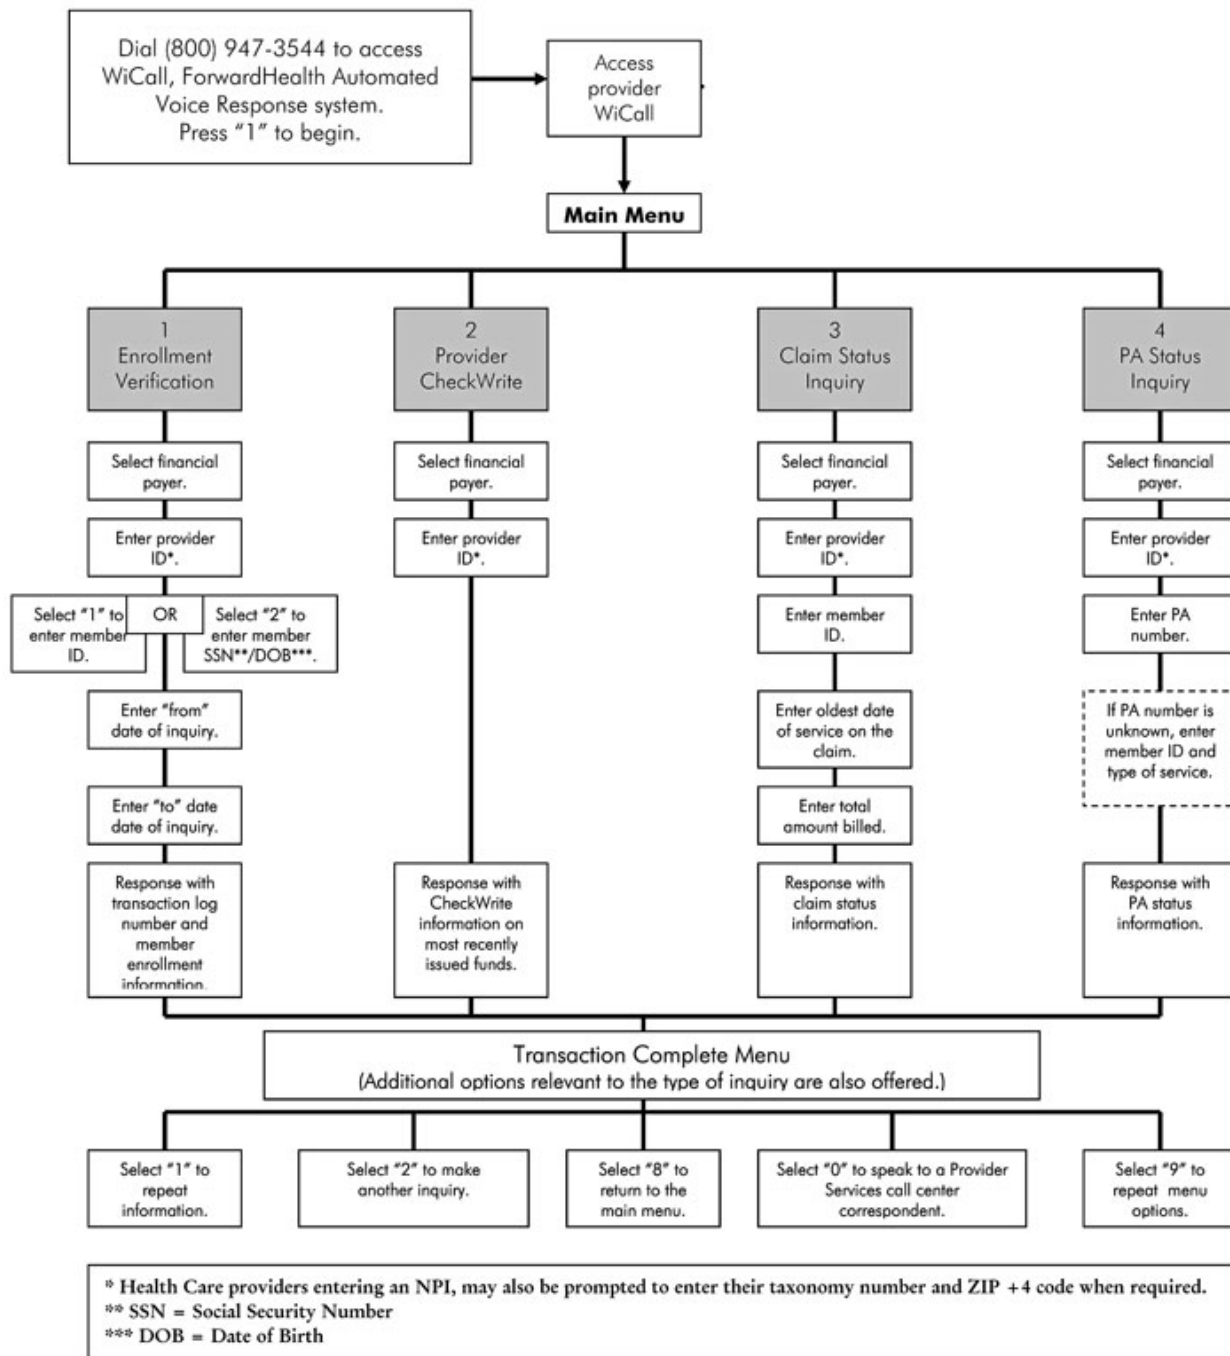 Dial (800) 947-3544 to access
WiCall, ForwardHealth Automated
Voice Response system.
Press "1" to begin.
Access
provider
WiCall
Main Menu
1
Enrollment
Verification
2
Provider
CheckWrite
3
Claim Status
Inquiry
4
PA Status
Inquiry
Select financial
payer.
Select financial
payer.
Select financial
payer.
Select financial
payer.
Enter provider
ID*.
Enter provider
ID*.
Enter provider
ID*.
Enter provider
ID*.
Select "1" to
enter member
ID.
OR
Select "2" to
enter member
SSN**/DOB***.
Enter member
ID.
Enter PA
number.
Enter "from"
date of inquiry.
Enter oldest date
of service on the
claim.
If PA number is
unknown, enter
member ID and
type of service.
Enter "to" date
date of inquiry.
Enter total
amount billed.
Response with
transaction log
number and
member
enrollment
information.
Response with
CheckWrite
information on
most recently
issued funds.
Response with
claim status
information.
Response with
PA status
information.
Transaction Complete Menu
(Additional options relevant to the type of inquiry are also offered.)
Select "1" to
repeat
information.
Select "2" to make
another inquiry.
Select "8" to
return to the
main menu.
Select "0" to speak to a Provider
Services call center
correspondent.
Select "9" to
repeat menu
options.
* Health Care providers entering an NPI, may also be prompted to enter their taxonomy number and ZIP +4 code when required.
** SSN = Social Security Number
*** DOB = Date of Birth